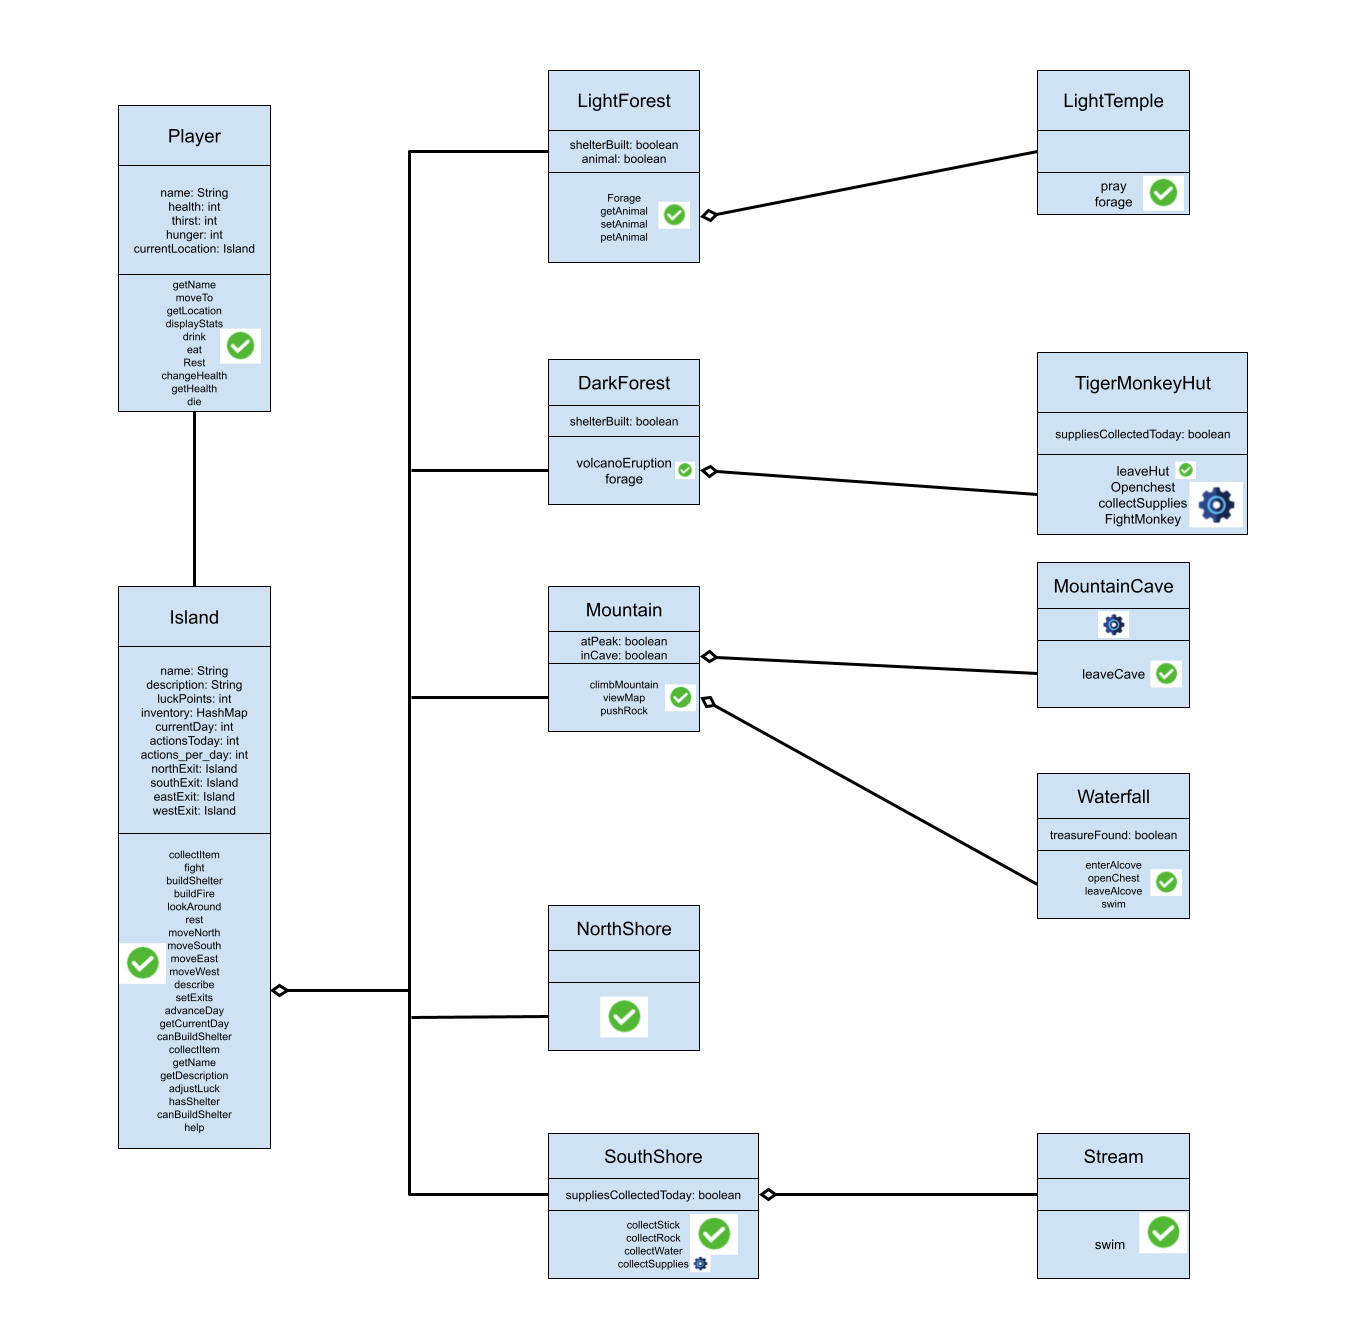 Player
name: String
health: int
thirst: int
hunger: int
currentLocation: Island
getName
moveTo
getLocation
displayStats
drink
eat
Rest
changeHealth
getHealth
die
Island
name: String
description: String
luckPoints: int
inventory: HashMap
currentDay: int
actionsToday: int
actions_per_day: int
northExit: Island
southExit: Island
eastExit: Island
westExit: Island
collectItem
fight
buildShelter
buildFire
lookAround
rest
moveNorth
moveSouth
moveEast
moveWest
describe
setExits
advanceDay
getCurrentDay
canBuildShelter
collectItem
getName
getDescription
adjustLuck
hasShelter
canBuildShelter
help
LightForest
shelterBuilt: boolean
animal: boolean
Forage
getAnimal
setAnimal
petAnimal
DarkForest
shelterBuilt: boolean
volcanoEruption
forage
Mountain
atPeak: boolean
inCave: boolean
climbMountain
viewMap
pushRock
NorthShore
SouthShore
suppliesCollectedToday: boolean
collectStick
collectRock
collectWater
collectSupplies
LightTemple
pray
forage
TigerMonkeyHut
suppliesCollectedToday: boolean
leaveHut
Openchest
collectSupplies
FightMonkey
MountainCave
leaveCave
Waterfall
treasureFound: boolean
enterAlcove
openChest
leaveAlcove
swim
Stream
swim